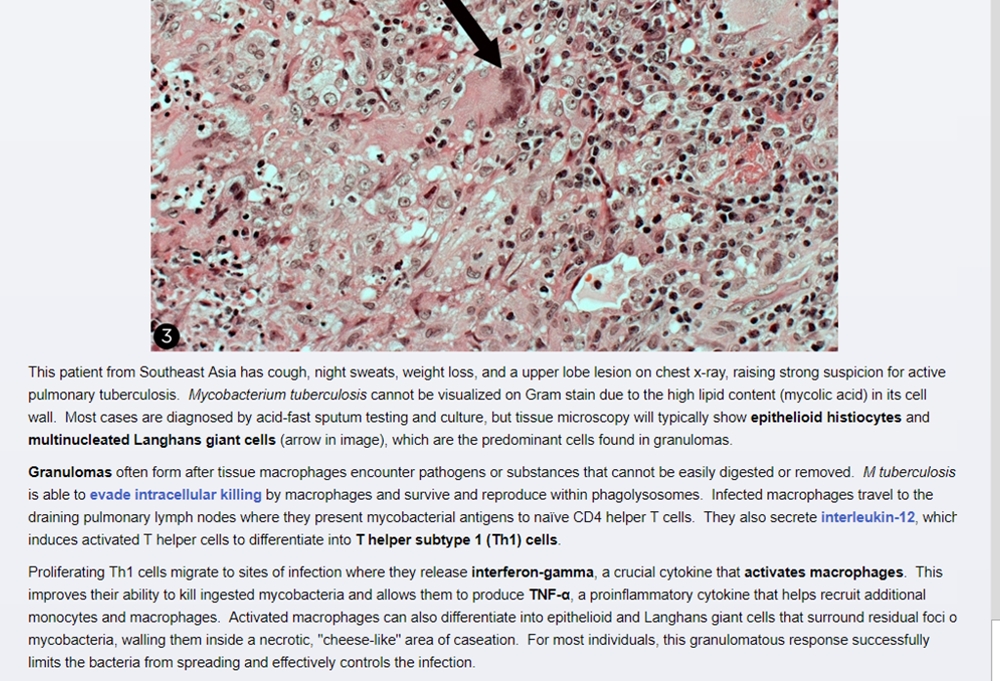 3
This patient from Southeast Asia has cough, night sweats, weight loss, and a upper lobe lesion on chest x-ray, raising strong suspicion for active
pulmonary tuberculosis. Mycobacterium tuberculosis cannot be visualized on Gram stain due to the high lipid content (mycolic acid) in its cell
wall. Most cases are diagnosed by acid-fast sputum testing and culture, but tissue microscopy will typically show epithelioid histiocytes and
multinucleated Langhans giant cells (arrow in image), which are the predominant cells found in granulomas.
Granulomas often form after tissue macrophages encounter pathogens or substances that cannot be easily digested or removed. M tuberculosis
is able to evade intracellular killing by macrophages and survive and reproduce within phagolysosomes. Infected macrophages travel to the
draining pulmonary lymph nodes where they present mycobacterial antigens to naïve CD4 helper T cells. They also secrete interleukin-12, which
induces activated T helper cells to differentiate into T helper subtype 1 (Th1) cells.
Proliferating Th1 cells migrate to sites of infection where they release interferon-gamma, a crucial cytokine that activates macrophages. This
improves their ability to kill ingested mycobacteria and allows them to produce TNF-α, a proinflammatory cytokine that helps recruit additional
monocytes and macrophages. Activated macrophages can also differentiate into epithelioid and Langhans giant cells that surround residual foci o
mycobacteria, walling them inside a necrotic, "cheese-like" area of caseation. For most individuals, this granulomatous response successfully
limits the bacteria from spreading and effectively controls the infection.